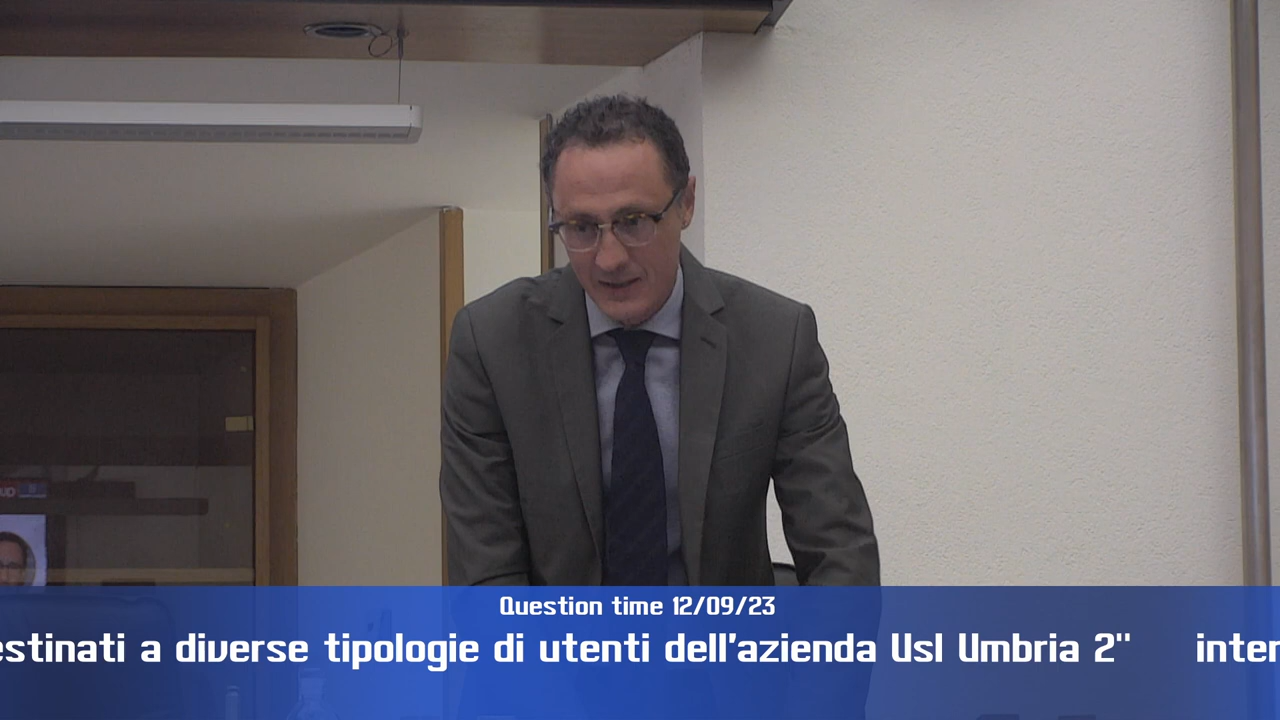 Question time 12/09/23
estinati a diverse tipologie di utenti dell'azienda Usl Umbria 2" inter